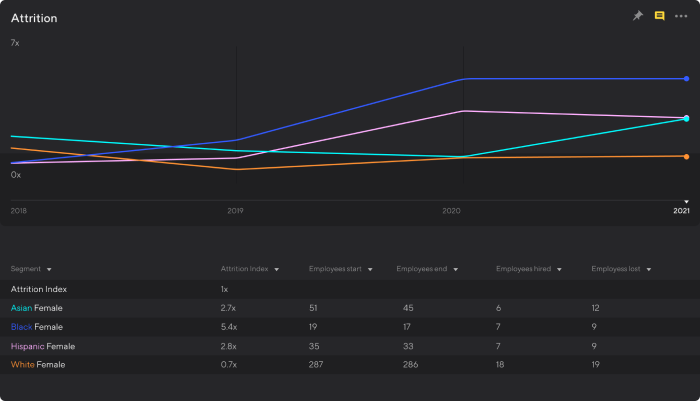 Attrition
7x
0x
2018 2019 2020 2021
Segment Attrition Index Employees start Employees end Employees hired Employess lost
Attrition Index 1x
Asian Female 2.7x 51 45 6 12
Black Female 5.4x 19 17 7 9
Hispanic Female 2.8x 35 33 7 9
White Female 0.7x 287 286 18 19